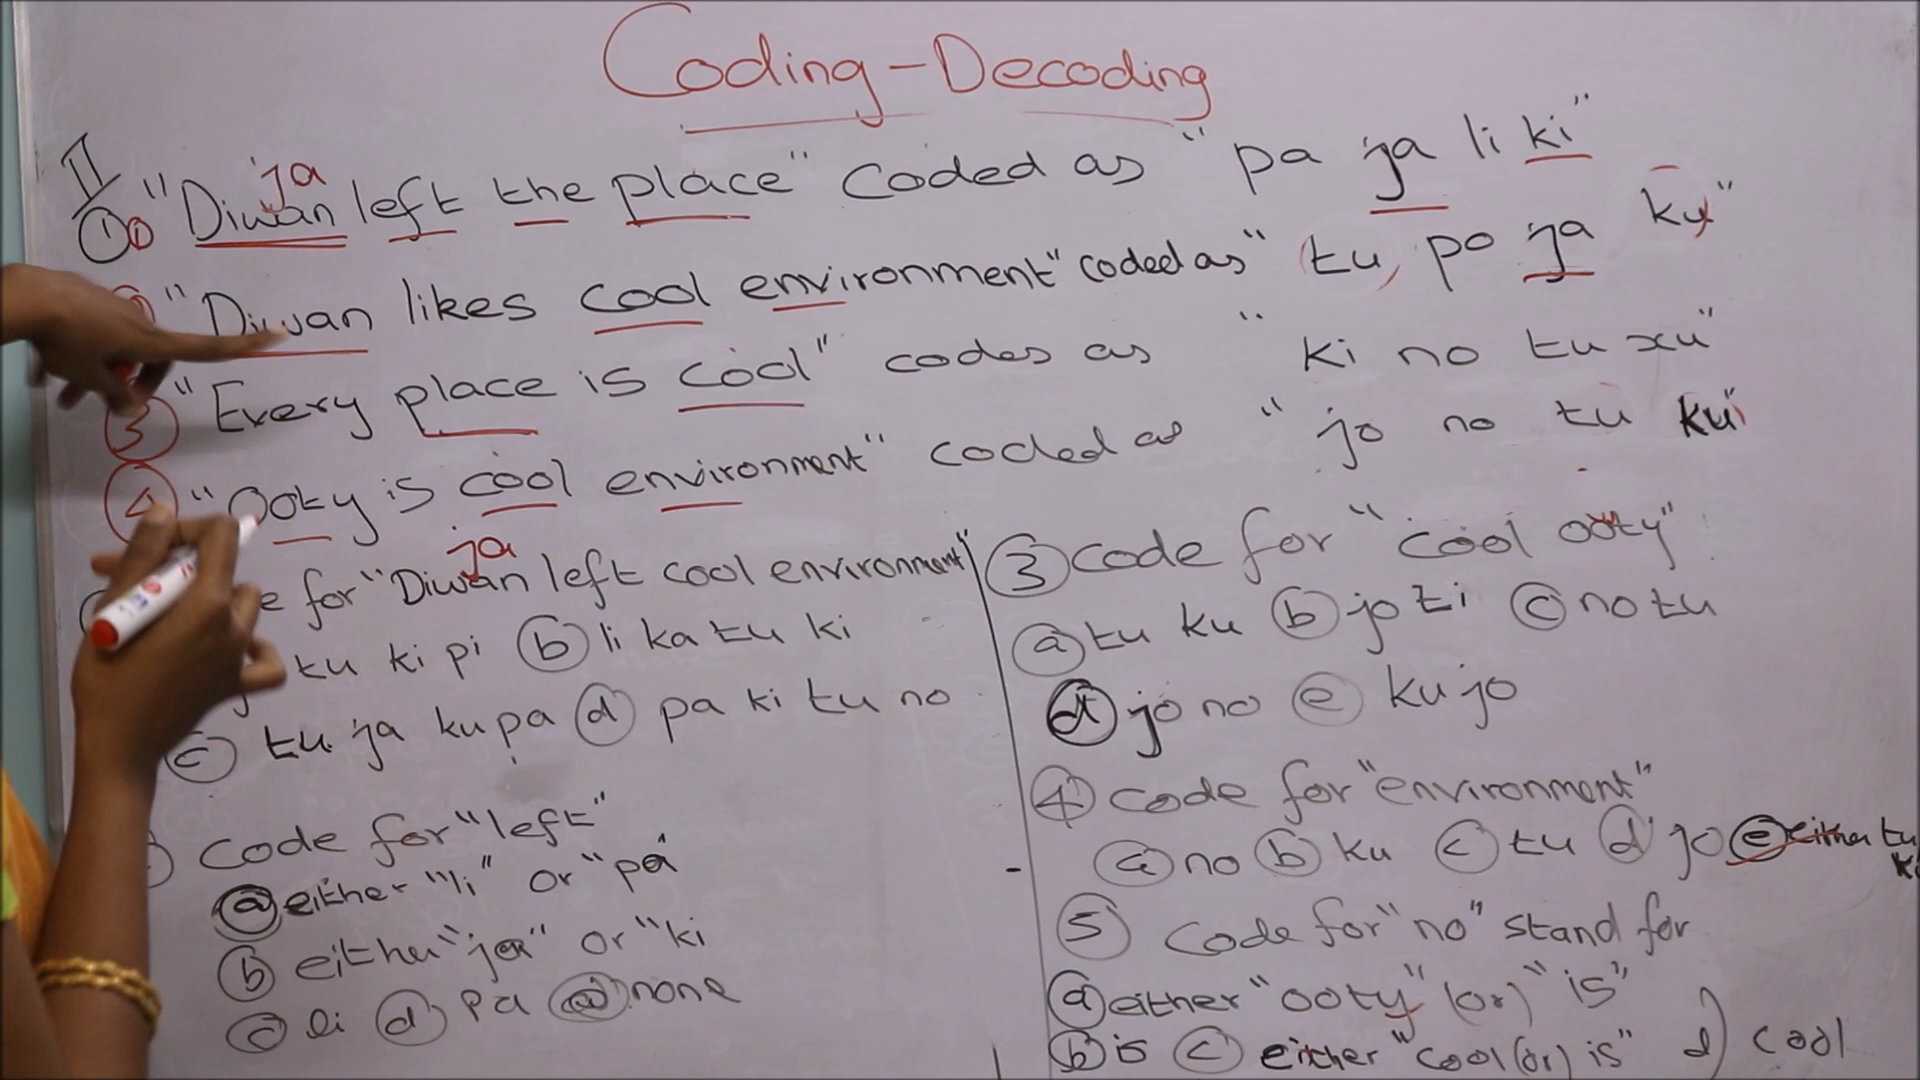 Coding-Decoding
II
ja
① "Diwan left the place" coded as "pa ja li ki"
"Diwan likes cool environment" coded as "tu po ja ku"
③ "Every place is cool" codes as "ki no tu xu"
④ "Ooty is cool environment" coded as "jo no tu ku"
ja
e for "Diwan left cool environment"
tu ki pi ⓑ li ka tu ki
ⓒ tu ja ku pa ⓓ pa ki tu no
Code for "left"
ⓐ either "li" or "pa
ⓑ either "ja" or "ki
ⓒ li ⓓ pa none
③ code for "cool ooty"
ⓐ tu ku ⓑ jo ti ⓒ no tu
ⓓ jo no ⓔ ku jo
④ code for "environment"
ⓐ no ⓑ ku ⓒ tu ⓓ jo ⓔ either tu
⑤ Code for "no" stand for
ⓐ either "ooty" (or) "is"
ⓑ is ⓒ either "cool (or) is" d) cool